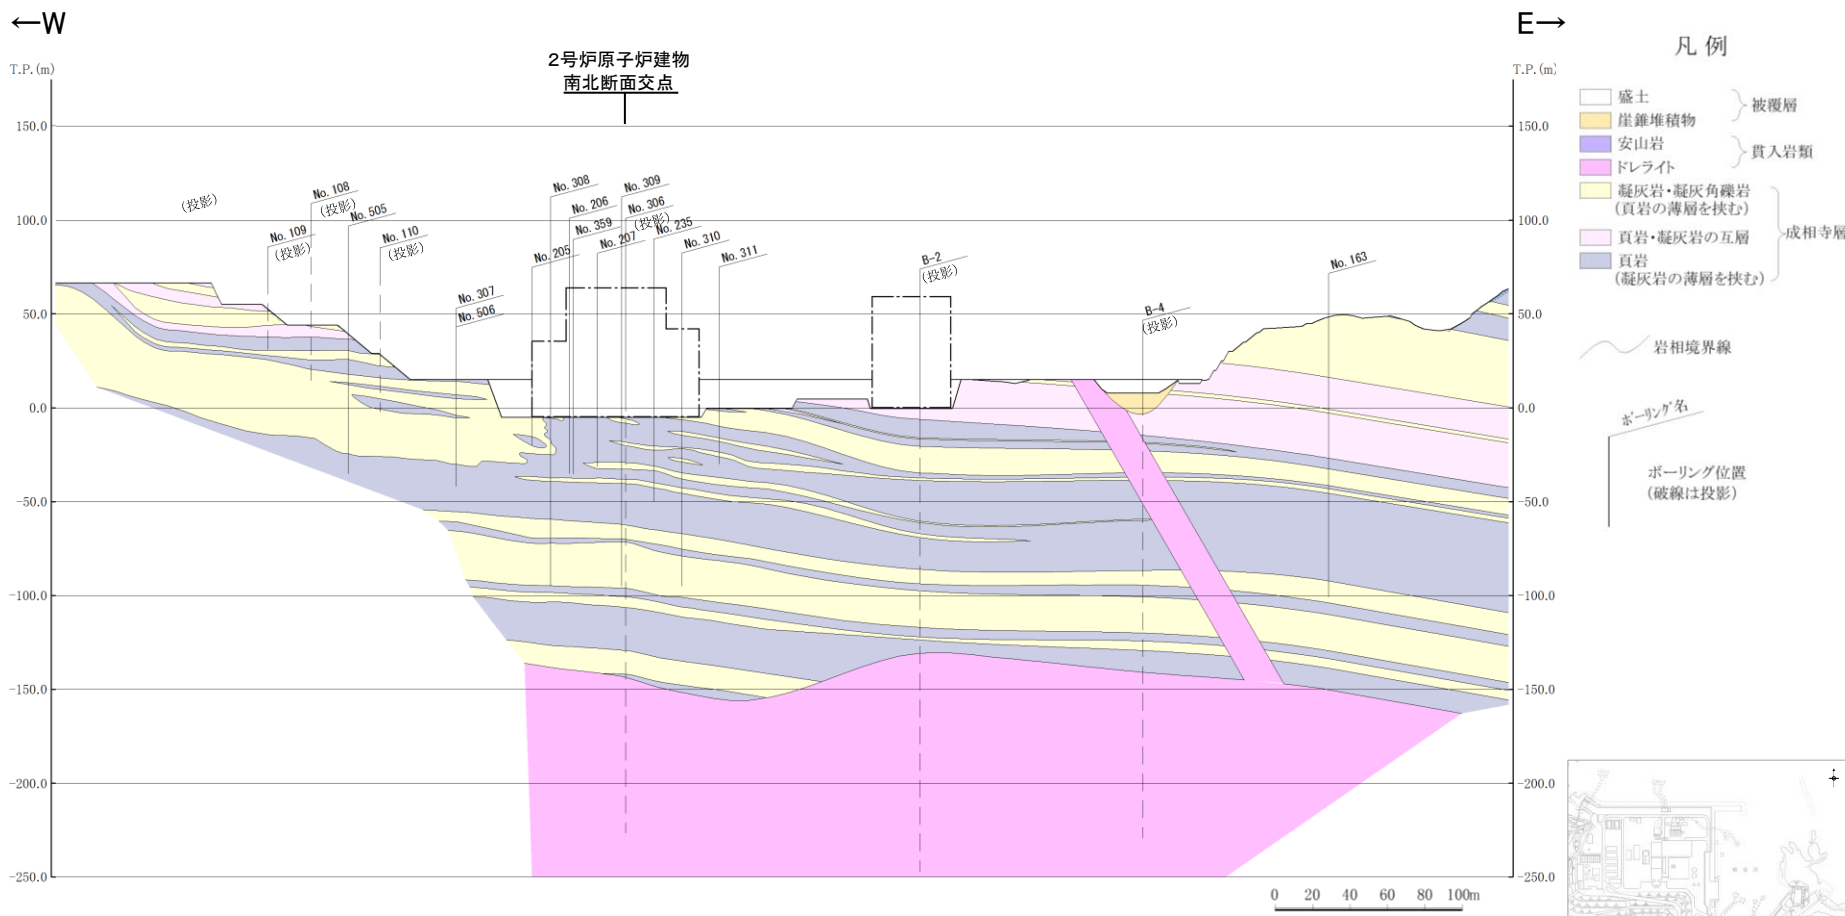 ←W
E→
2号炉原子炉建物
南北断面交点
T.P.(m)
T.P.(m)
凡 例
盛土
崖錐堆積物
被覆層
安山岩
ドレライト
貫入岩類
凝灰岩・凝灰角礫岩
(頁岩の薄層を挟む)
頁岩・凝灰岩の互層
頁岩
(凝灰岩の薄層を挟む)
成相寺層
岩相境界線
ボーリング名
ボーリング位置
(破線は投影)
150.0
150.0
100.0
100.0
50.0
50.0
0.0
0.0
-50.0
-50.0
-100.0
-100.0
-150.0
-150.0
-200.0
-200.0
-250.0
-250.0
(投影)
No. 108
(投影)
No. 505
No. 109
(投影)
No. 110
(投影)
No. 307
No. 506
No. 308
No. 206
No. 359
No. 205
No. 207
No. 309
No. 306
(投影)
No. 235
No. 310
No. 311
B-2
(投影)
B-4
(投影)
No. 163
0 20 40 60 80 100m